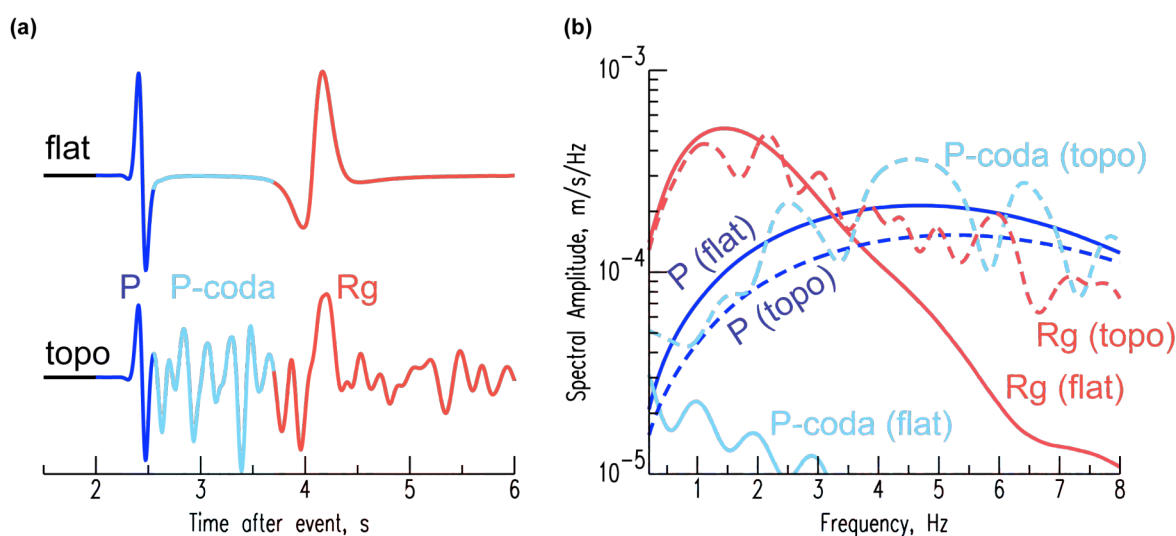 (a)
flat
P
P-coda
Rg
topo
2
3
4
5
6
Time after event, s
(b)
10⁻³
10⁻⁴
10⁻⁵
Spectral Amplitude, m/s/Hz
P-coda (topo)
P (flat)
P (topo)
Rg (topo)
Rg (flat)
P-coda (flat)
1
2
3
4
5
6
7
8
Frequency, Hz